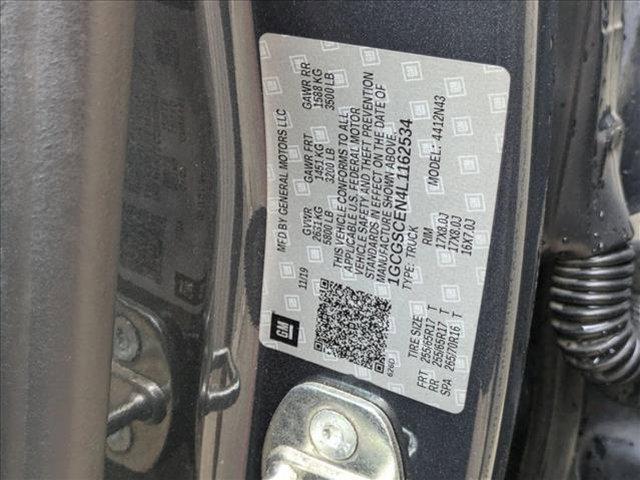 MFD BY GENERAL MOTORS LLC
11/19
GVWR GAWR FRT GAWR RR
2631 KG 1451 KG 1588 KG
5800 LB 3200 LB 3500 LB
THIS VEHICLE CONFORMS TO ALL
APPLICABLE U.S. FEDERAL MOTOR
VEHICLE SAFETY AND THEFT PREVENTION
STANDARDS IN EFFECT ON THE DATE OF
MANUFACTURE SHOWN ABOVE.
1GCGSCEN4L1162534
TYPE: TRUCK MODEL: 4412N43
TIRE SIZE RIM
FRT 255/65R17 T 17X8.0J
RR 255/65R17 T 17X8.0J
SPA 265/70R16 T 16X7.0J
GM